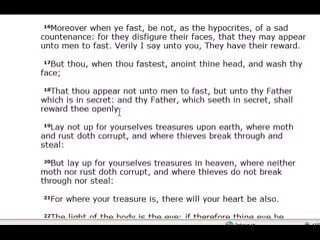 16Moreover when ye fast, be not, as the hypocrites, of a sad
countenance: for they disfigure their faces, that they may appear
unto men to fast. Verily I say unto you, They have their reward.
17But thou, when thou fastest, anoint thine head, and wash thy
face;
18That thou appear not unto men to fast, but unto thy Father
which is in secret: and thy Father, which seeth in secret, shall
reward thee openly.
19Lay not up for yourselves treasures upon earth, where moth
and rust doth corrupt, and where thieves break through and
steal:
20But lay up for yourselves treasures in heaven, where neither
moth nor rust doth corrupt, and where thieves do not break
through nor steal:
21For where your treasure is, there will your heart be also.
22The light of the body is the eye: if therefore thine eye be